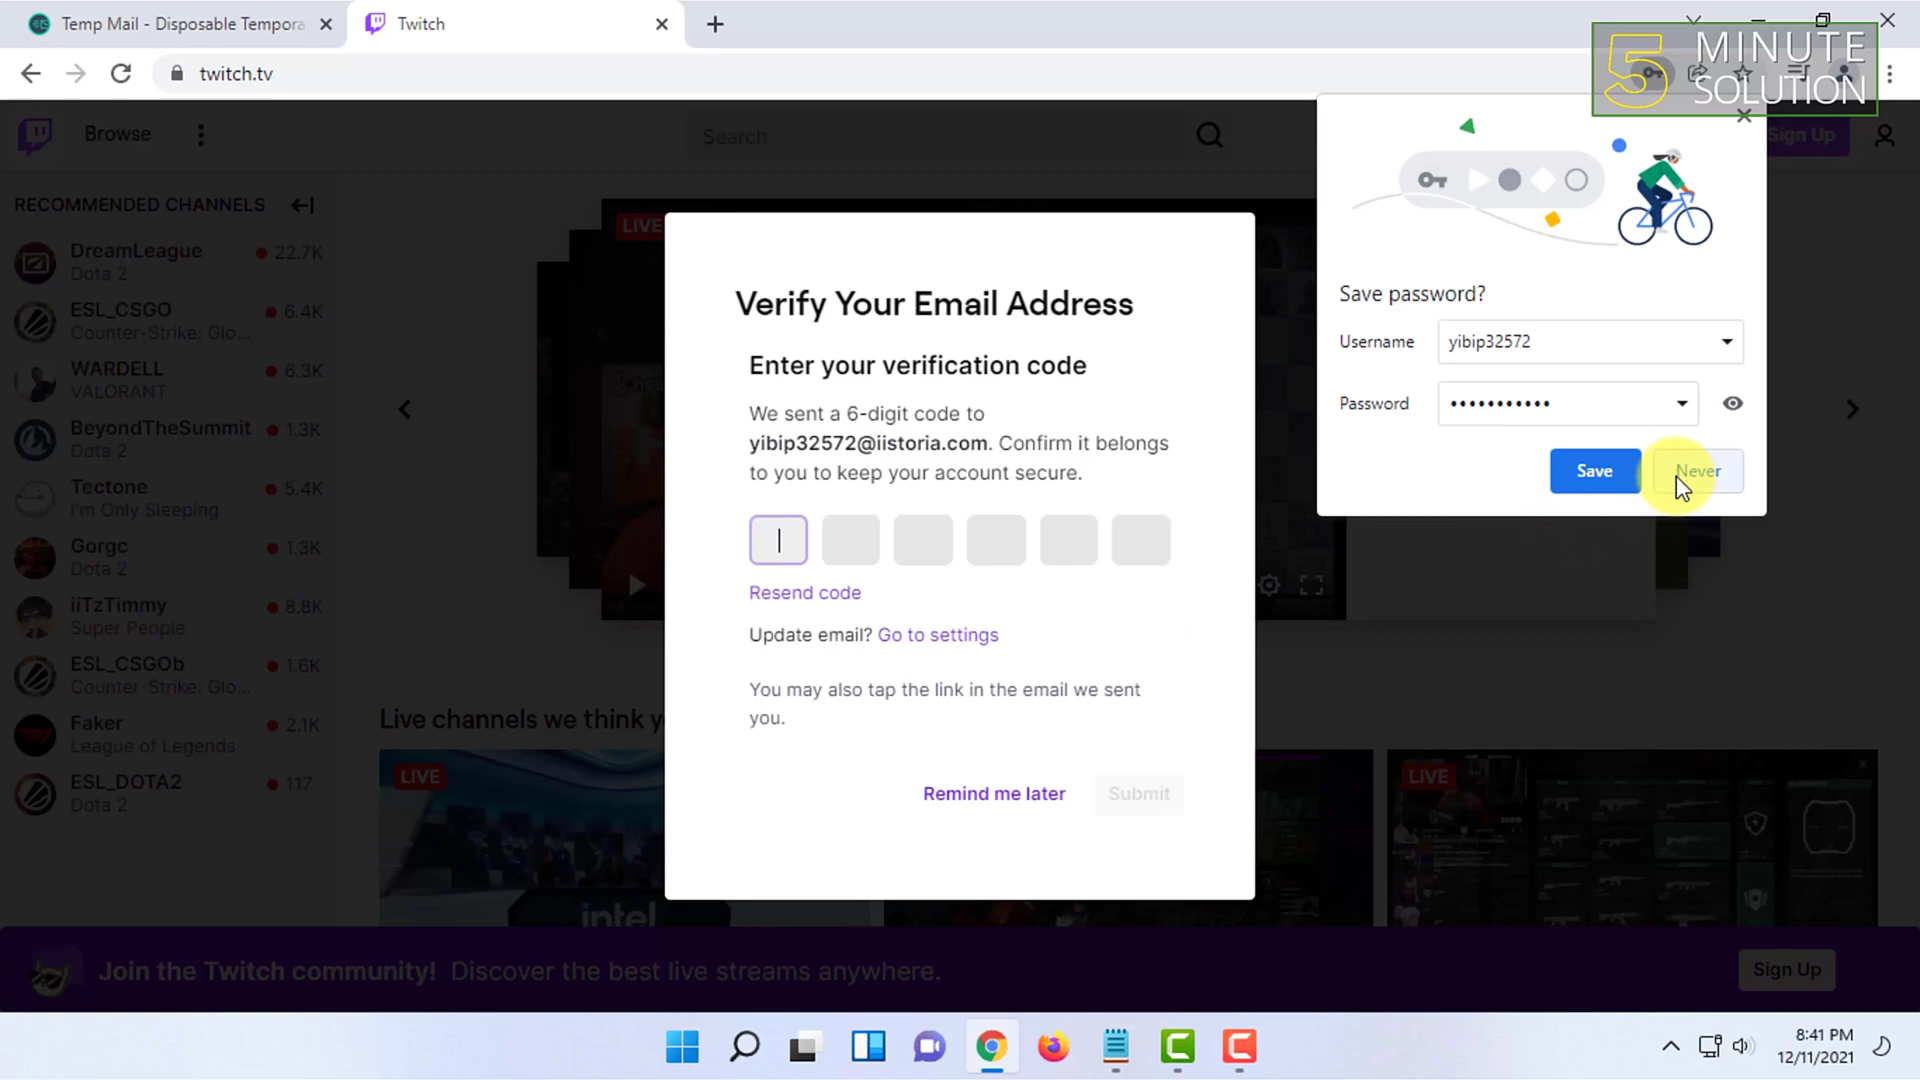 Temp Mail - Disposable Tempora
Twitch
twitch.tv
5 MINUTE
SOLUTION
Browse
Search
Sign Up
RECOMMENDED CHANNELS
DreamLeague
22.7K
Dota 2
ESL_CSGO
6.4K
Counter-Strike: Glo...
WARDELL
6.3K
VALORANT
BeyondTheSummit
1.3K
Dota 2
Tectone
5.4K
I'm Only Sleeping
Gorgc
1.3K
Dota 2
iiTzTimmy
8.8K
Super People
ESL_CSGOb
1.6K
Counter-Strike: Glo...
Faker
2.1K
League of Legends
ESL_DOTA2
117
Dota 2
LIVE
Verify Your Email Address
Enter your verification code
We sent a 6-digit code to
yibip32572@iistoria.com. Confirm it belongs
to you to keep your account secure.
Resend code
Update email? Go to settings
You may also tap the link in the email we sent
you.
Remind me later
Submit
Save password?
Username
yibip32572
Password
•••••••••••
Save
Never
Live channels we think y
LIVE
intel
LIVE
Join the Twitch community! Discover the best live streams anywhere.
Sign Up
8:41 PM
12/11/2021